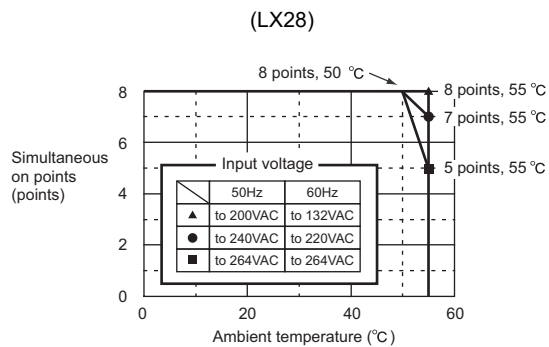 (LX28)
8 points, 50 °C
8 points, 55 °C
7 points, 55 °C
5 points, 55 °C
8
6
4
2
0
Simultaneous
on points
(points)
Input voltage
50Hz 60Hz
▲ to 200VAC to 132VAC
● to 240VAC to 220VAC
■ to 264VAC to 264VAC
0 20 40 60
Ambient temperature (°C)